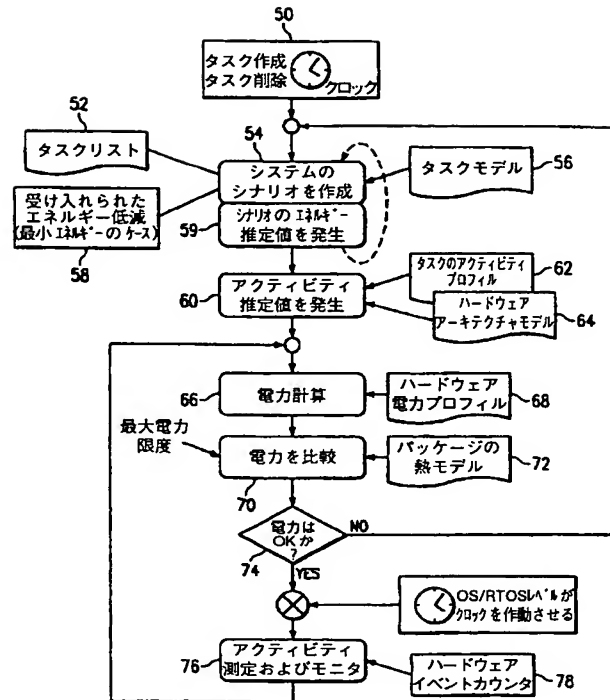 50
タスク作成
タスク削除
クロック
52
54
タスクリスト
システムの
シナリオを作成
タスクモデル
56
受け入れられた
エネルギー低減
(最小エネルギーのケース)
58
59
シナリオのエネルギー
推定値を発生
60
アクティビティ
推定値を発生
タスクのアクティビティ
プロフィル
62
ハードウェア
アーキテクチャモデル
64
66
電力計算
ハードウェア
電力プロフィル
68
最大電力
限度
電力を比較
70
パッケージの
熱モデル
72
電力は
OKか
?
74
NO
YES
OS/RTOSレベルが
クロックを作動させる
76
アクティビティ
測定およびモニタ
ハードウェア
イベントカウンタ
78